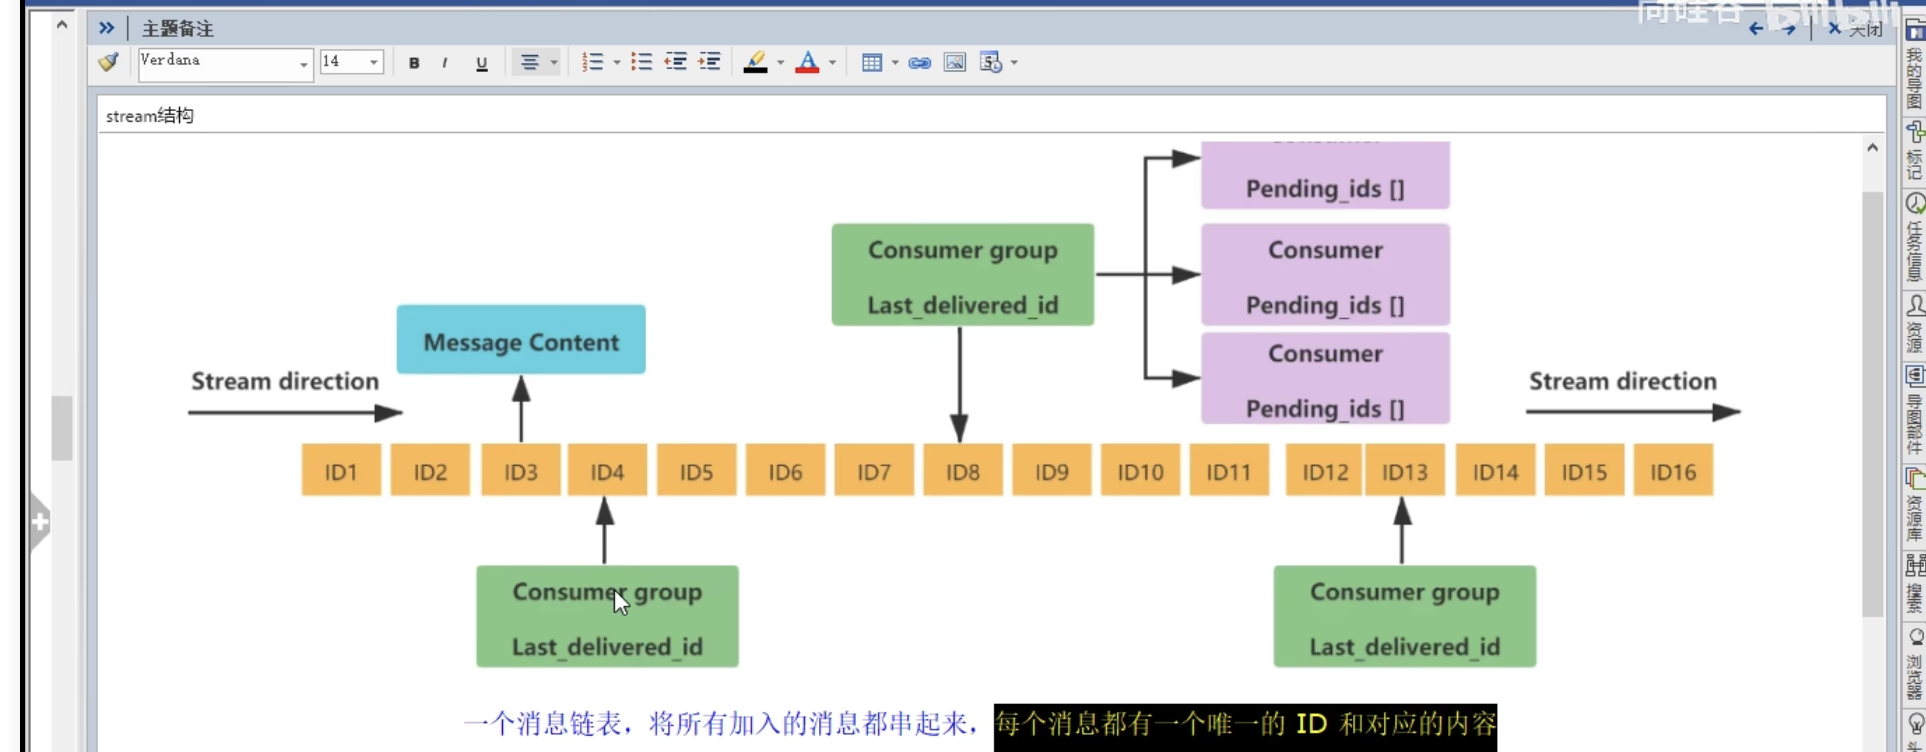 尚硅谷 bilibili
主题备注
关闭
Verdana
14
B I U
stream结构
Pending_ids []
Consumer group
Last_delivered_id
Consumer
Pending_ids []
Message Content
Consumer
Pending_ids []
Stream direction
Stream direction
ID1 ID2 ID3 ID4 ID5 ID6 ID7 ID8 ID9 ID10 ID11 ID12 ID13 ID14 ID15 ID16
Consumer group
Last_delivered_id
Consumer group
Last_delivered_id
一个消息链表，将所有加入的消息都串起来，每个消息都有一个唯一的 ID 和对应的内容
我的导图
标记
任务信息
资源
导图部件
资源库
搜索
浏览器